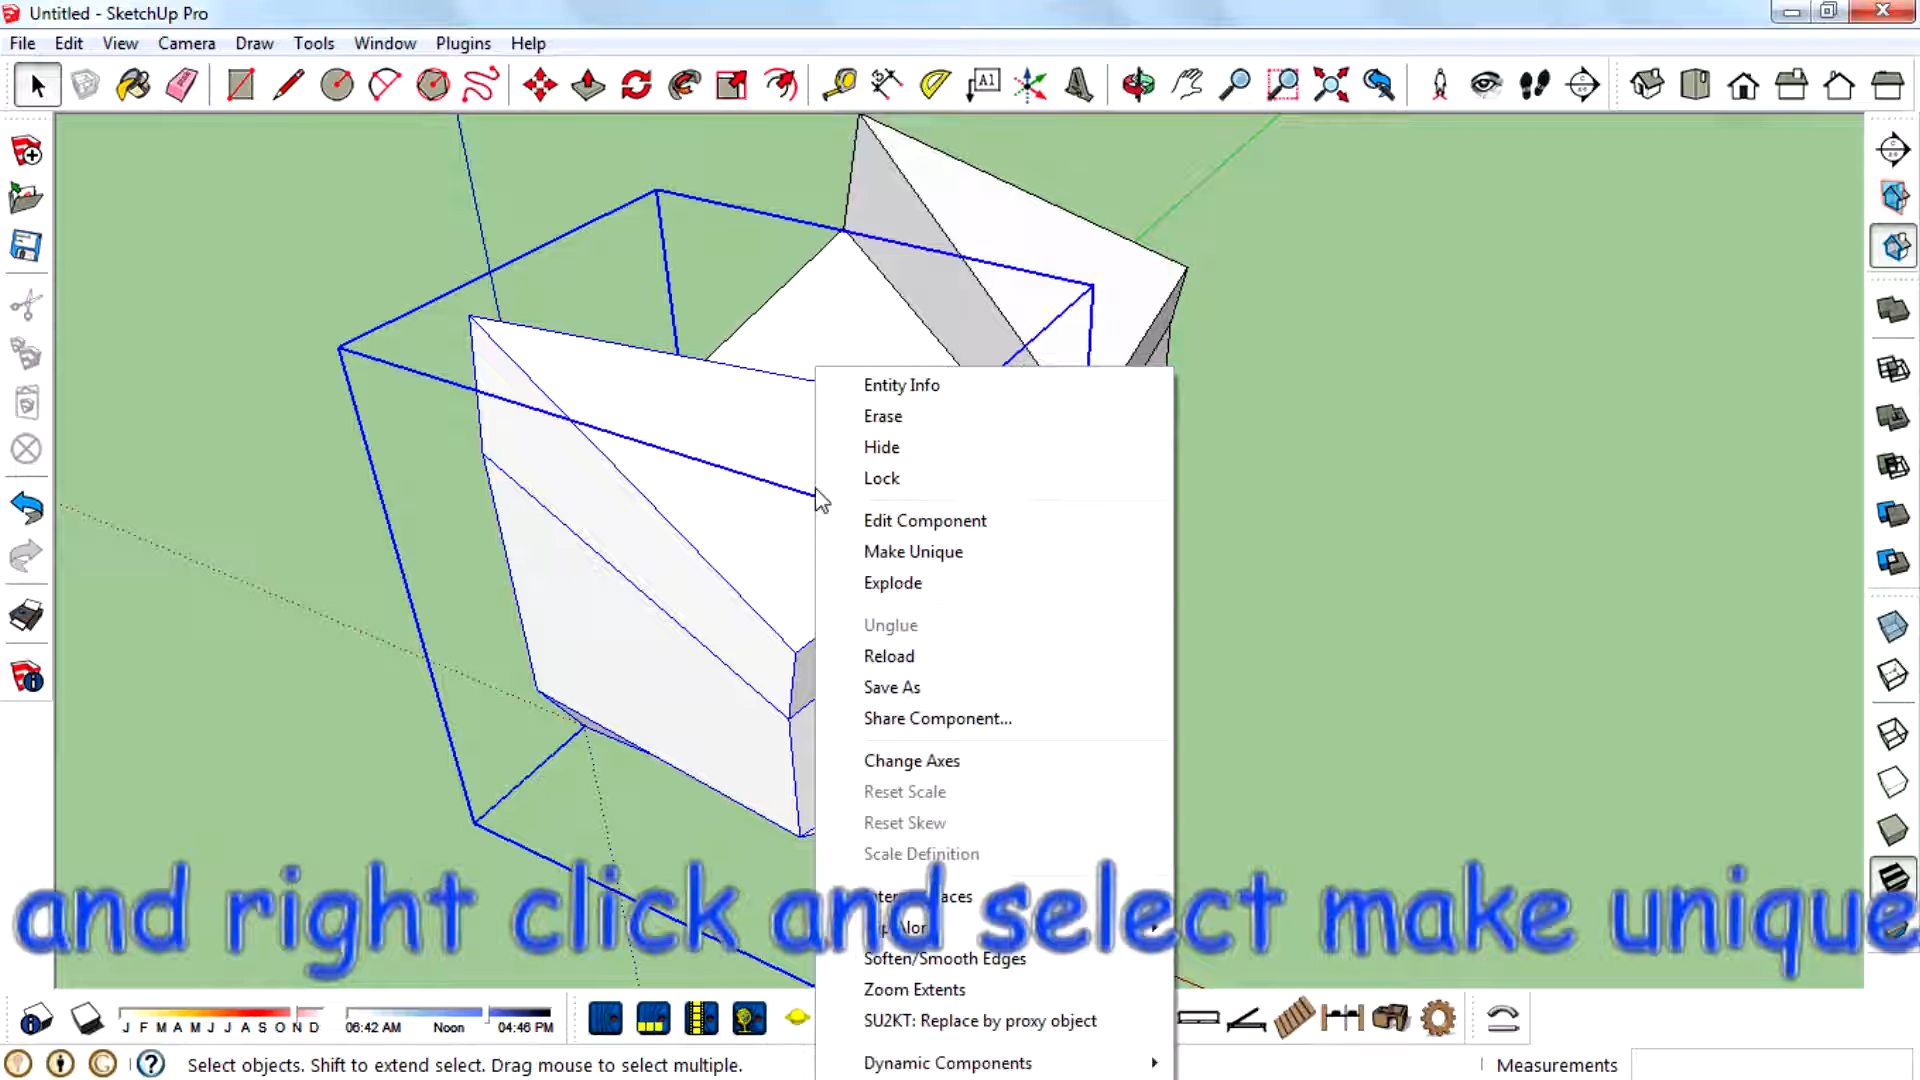 Untitled - SketchUp Pro
File Edit View Camera Draw Tools Window Plugins Help
A1
Entity Info
Erase
Hide
Lock
Edit Component
Make Unique
Explode
Unglue
Reload
Save As
Share Component...
Change Axes
Reset Scale
Reset Skew
Scale Definition
and right click and select make unique
Soften/Smooth Edges
Zoom Extents
SU2KT: Replace by proxy object
Dynamic Components
J F M A M J J A S O N D
06:42 AM Noon 04:46 PM
Select objects. Shift to extend select. Drag mouse to select multiple.
Measurements